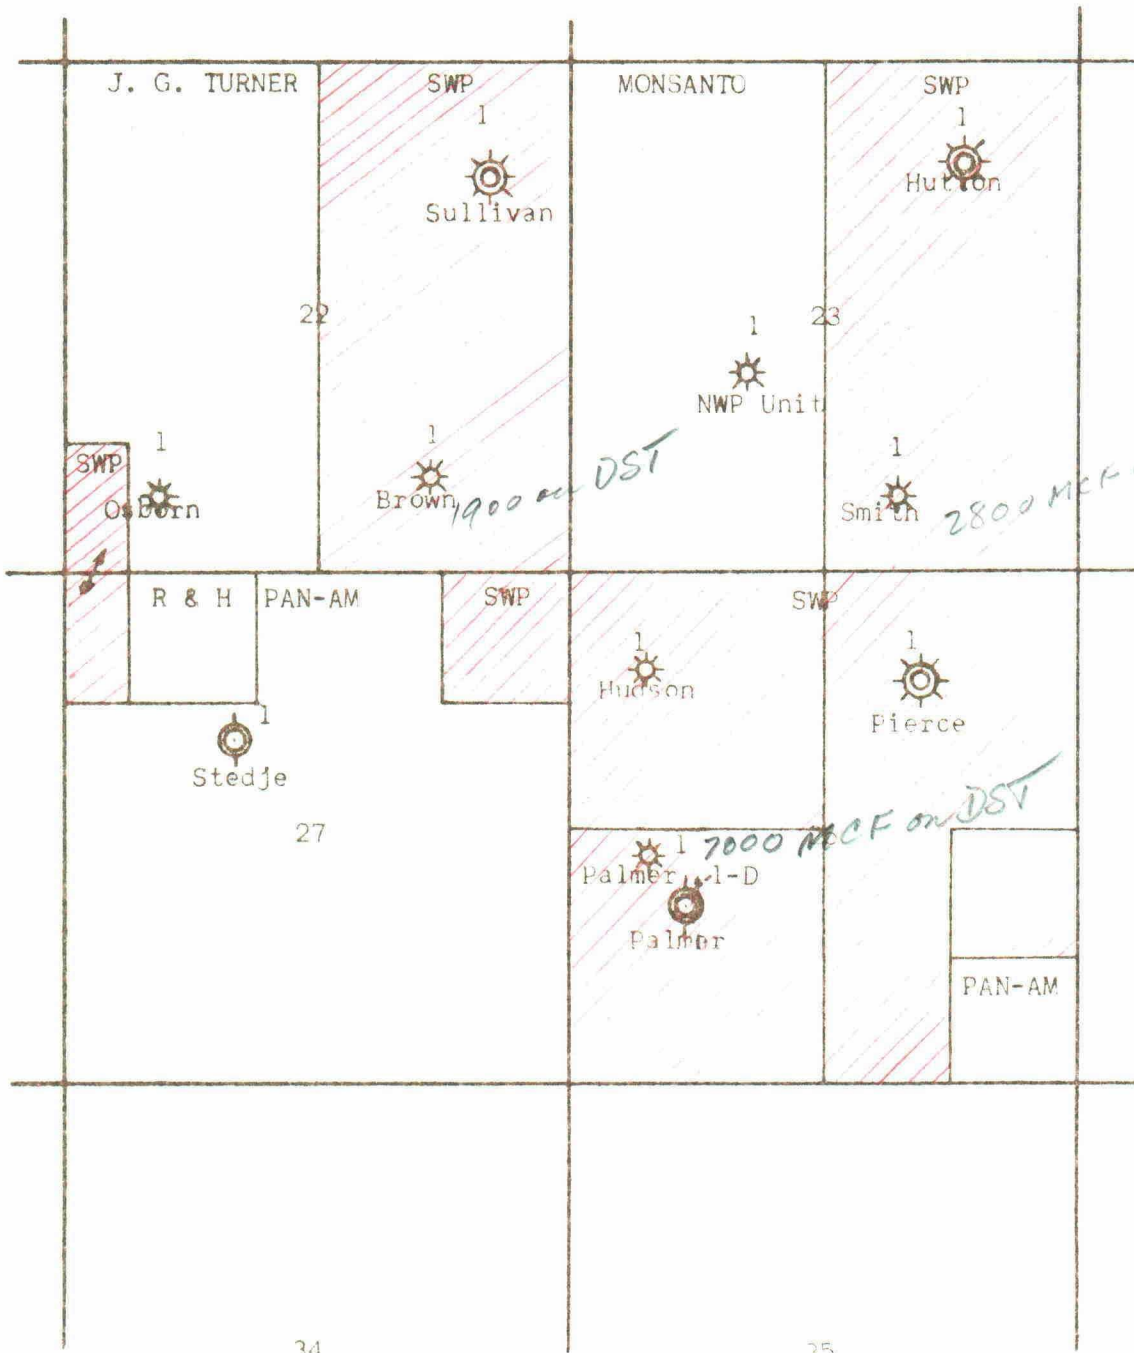 J. G. TURNER SWP MONSANTO SWP
1 1
Sullivan Hutton
22 23
1
NWP Unit
1 1 1
SWP
Osborn Brown 1900 on DST Smith 2800 MCF
R & H PAN-AM SWP SWP
1 1
Hudson Pierce
1
Stedje
27
7000 MCF on DST
1
Palmer 1-D
Palmer
PAN-AM
34